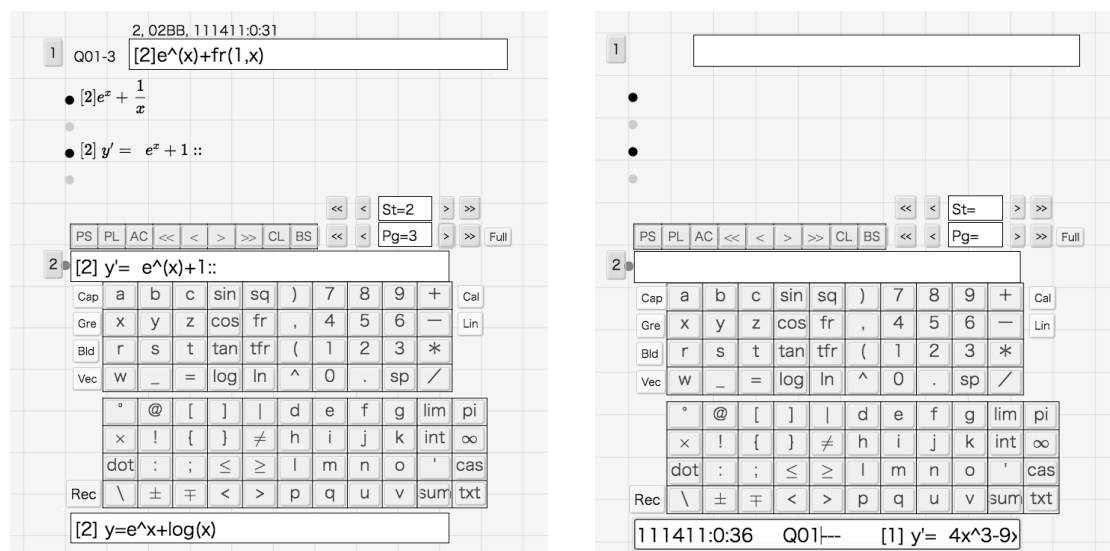 2, 02BB, 111411:0:31
1 Q01-3 [2]e^(x)+fr(1,x)
[2]e^x + 1/x
[2] y′ = e^x + 1 ::
<< < St=2 > >>
PS PL AC << < > >> CL BS << < Pg=3 > >> Full
2 [2] y'= e^(x)+1::
Cap a b c sin sq ) 7 8 9 + Cal
Gre x y z cos fr , 4 5 6 − Lin
Bld r s t tan tfr ( 1 2 3 *
Vec w _ = log ln ^ 0 . sp /
° @ [ ] | d e f g lim pi
× ! { } ≠ h i j k int ∞
dot : ; ≤ ≥ l m n o ' cas
Rec \ ± ∓ < > p q u v sum txt
[2] y=e^x+log(x)
1
<< < St= > >>
PS PL AC << < > >> CL BS << < Pg= > >> Full
2
Cap a b c sin sq ) 7 8 9 + Cal
Gre x y z cos fr , 4 5 6 − Lin
Bld r s t tan tfr ( 1 2 3 *
Vec w _ = log ln ^ 0 . sp /
° @ [ ] | d e f g lim pi
× ! { } ≠ h i j k int ∞
dot : ; ≤ ≥ l m n o ' cas
Rec \ ± ∓ < > p q u v sum txt
111411:0:36 Q01--- [1] y'= 4x^3-9